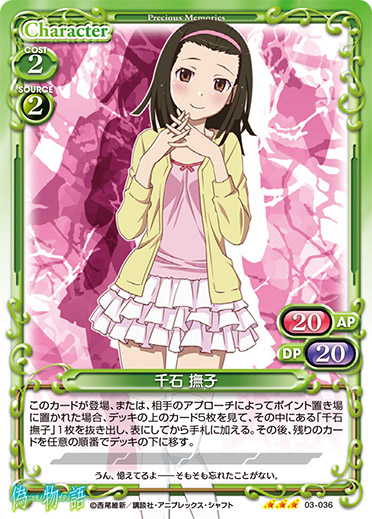 Precious Memories
Character
COST
2
SOURCE
2
20 AP
DP 20
千石 撫子
このカードが登場、または、相手のアプローチによってポイント置き場
に置かれた場合、デッキの上のカード5枚を見て、その中にある「千石
撫子」1枚を抜き出し、表にしてから手札に加える。その後、残りのカー
ドを任意の順番でデッキの下に移す。
うん、憶えてるよ――そもそも忘れたことがない。
偽物語
©西尾維新／講談社・アニプレックス・シャフト
03-036